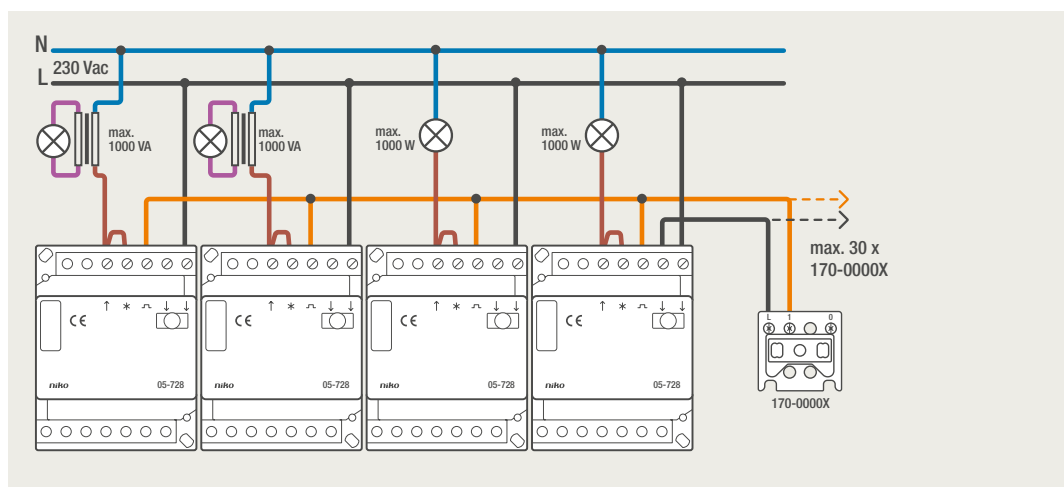 N
230 Vac
L
max.
1000 VA
max.
1000 VA
max.
1000 W
max.
1000 W
max. 30 x
170-0000X
CE
niko
05-728
CE
niko
05-728
CE
niko
05-728
CE
niko
05-728
L 1 0
170-0000X